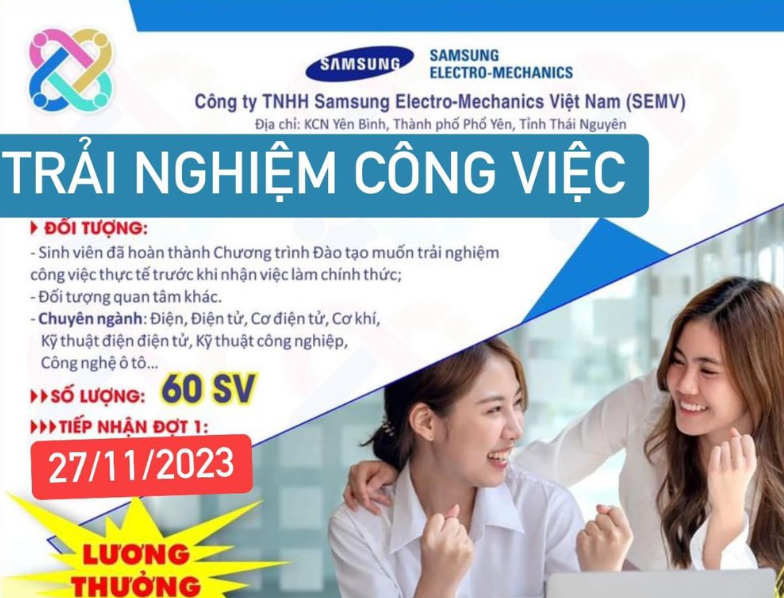 SAMSUNG
SAMSUNG
ELECTRO-MECHANICS
Công ty TNHH Samsung Electro-Mechanics Việt Nam (SEMV)
Địa chỉ: KCN Yên Bình, Thành phố Phổ Yên, Tỉnh Thái Nguyên
TRẢI NGHIỆM CÔNG VIỆC
ĐỐI TƯỢNG:
- Sinh viên đã hoàn thành Chương trình Đào tạo muốn trải nghiệm
công việc thực tế trước khi nhận việc làm chính thức;
- Đối tượng quan tâm khác.
- Chuyên ngành: Điện, Điện tử, Cơ điện tử, Cơ khí,
Kỹ thuật điện điện tử, Kỹ thuật công nghiệp,
Công nghệ ô tô...
SỐ LƯỢNG: 60 SV
TIẾP NHẬN ĐỢT 1:
27/11/2023
LƯƠNG
THƯỞNG